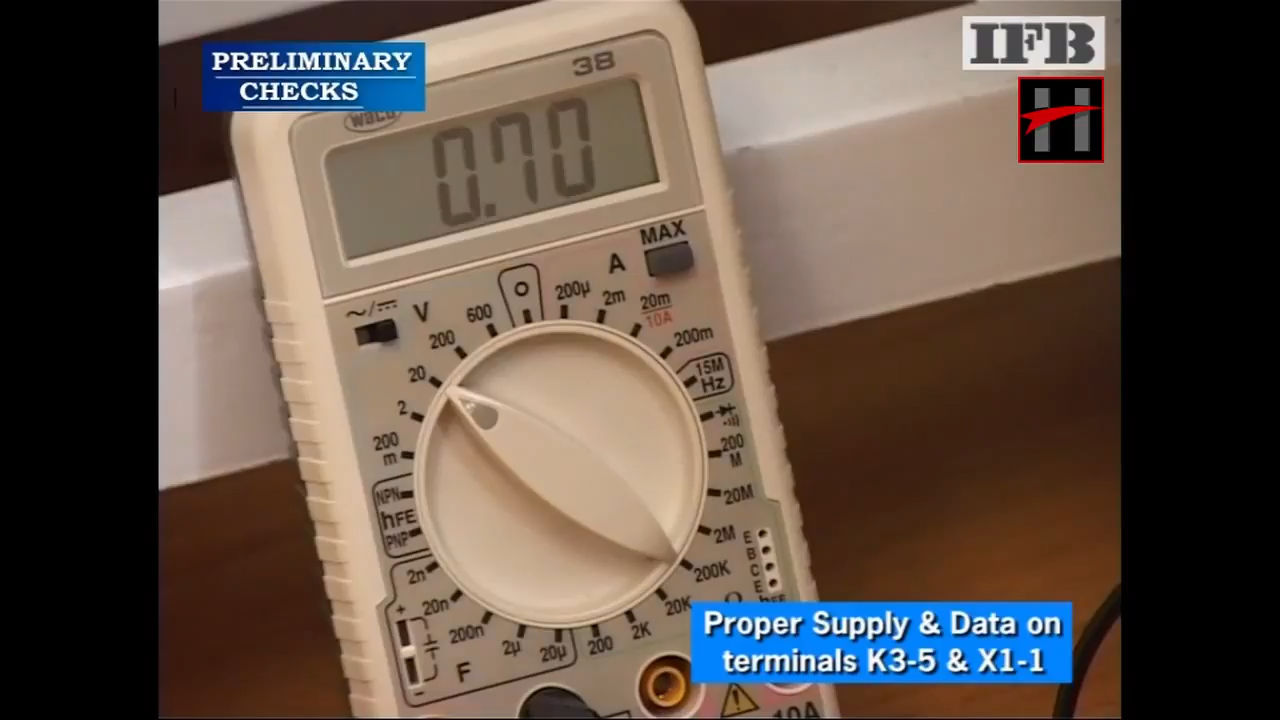 PRELIMINARY
CHECKS
IFB
H
38
waco
0.70
MAX
A
V
600
200µ
2m
20m
10A
200
200m
20
15M
Hz
2
200
m
200
M
NPN
hFE
PNP
20M
2M
E
B
C
E
2n
200K
20n
20K
200n
2µ
20µ
200
2K
F
Proper Supply & Data on
terminals K3-5 & X1-1
10A